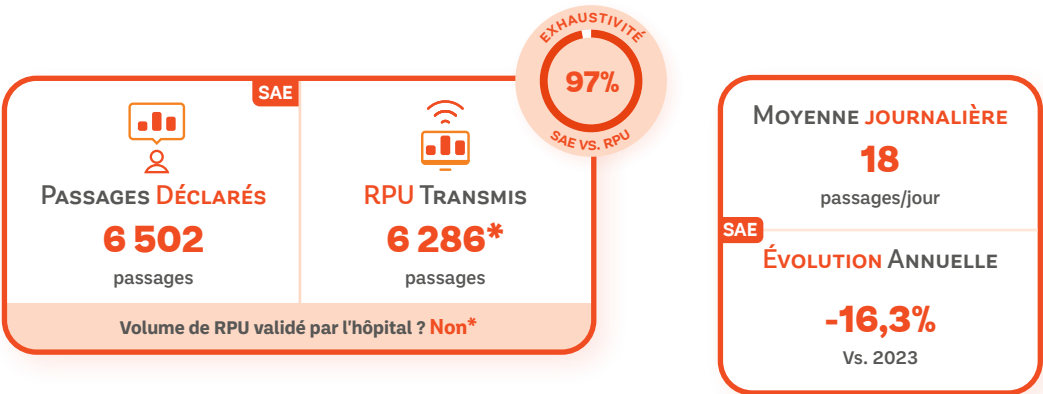 EXHAUSTIVITÉ
97%
SAE VS. RPU
SAE
PASSAGES DÉCLARÉS
6 502
passages
RPU TRANSMIS
6 286*
passages
Volume de RPU validé par l'hôpital ? Non*
MOYENNE JOURNALIÈRE
18
passages/jour
SAE
ÉVOLUTION ANNUELLE
-16,3%
Vs. 2023